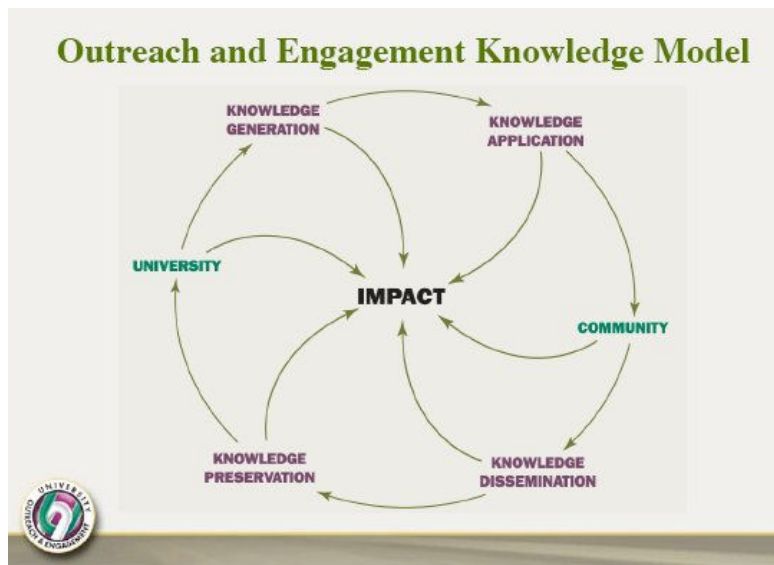 Outreach and Engagement Knowledge Model
KNOWLEDGE
GENERATION
KNOWLEDGE
APPLICATION
UNIVERSITY
IMPACT
COMMUNITY
KNOWLEDGE
PRESERVATION
KNOWLEDGE
DISSEMINATION
UNIVERSITY
OUTREACH & ENGAGEMENT